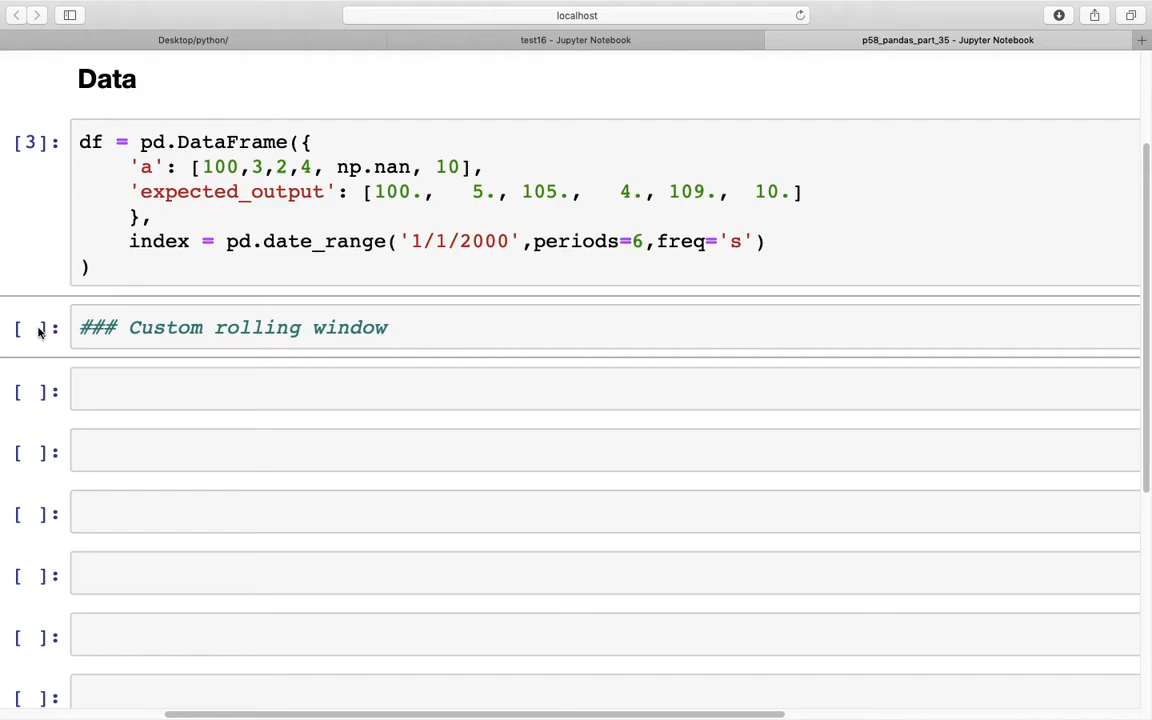 localhost
Desktop/python/
test16 - Jupyter Notebook
p58_pandas_part_35 - Jupyter Notebook
Data
[3]: df = pd.DataFrame({
'a': [100,3,2,4, np.nan, 10],
'expected_output': [100.,   5., 105.,   4., 109.,  10.]
},
index = pd.date_range('1/1/2000',periods=6,freq='s')
)
[ ]: ### Custom rolling window
[ ]:
[ ]:
[ ]:
[ ]:
[ ]:
[ ]: